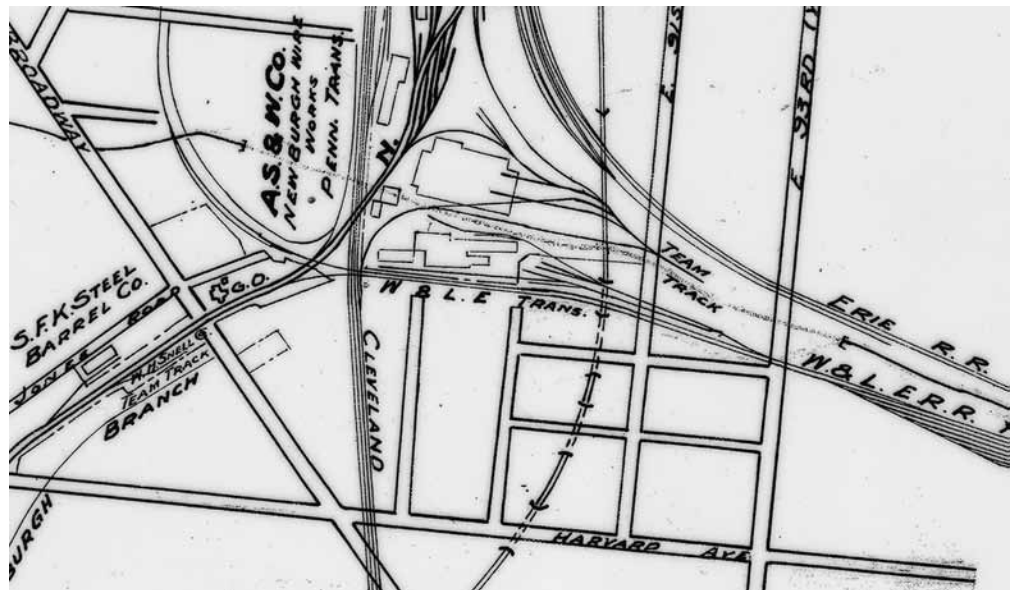 BROADWAY
A.S. & W. Co.
NEWBURGH WIRE
WORKS
PENN. TRANS.
N.
E 915
E 93RD (V
S.F.K. STEEL
BARREL CO.
JONES ROAD
G.O.
W.H. SNELL
TEAM TRACK
BRANCH
W & L. E TRANS.
TEAM
TRACK
ERIE R. R.
W. & L. E R. R.
CLEVELAND
BURGH
HARVARD AVE